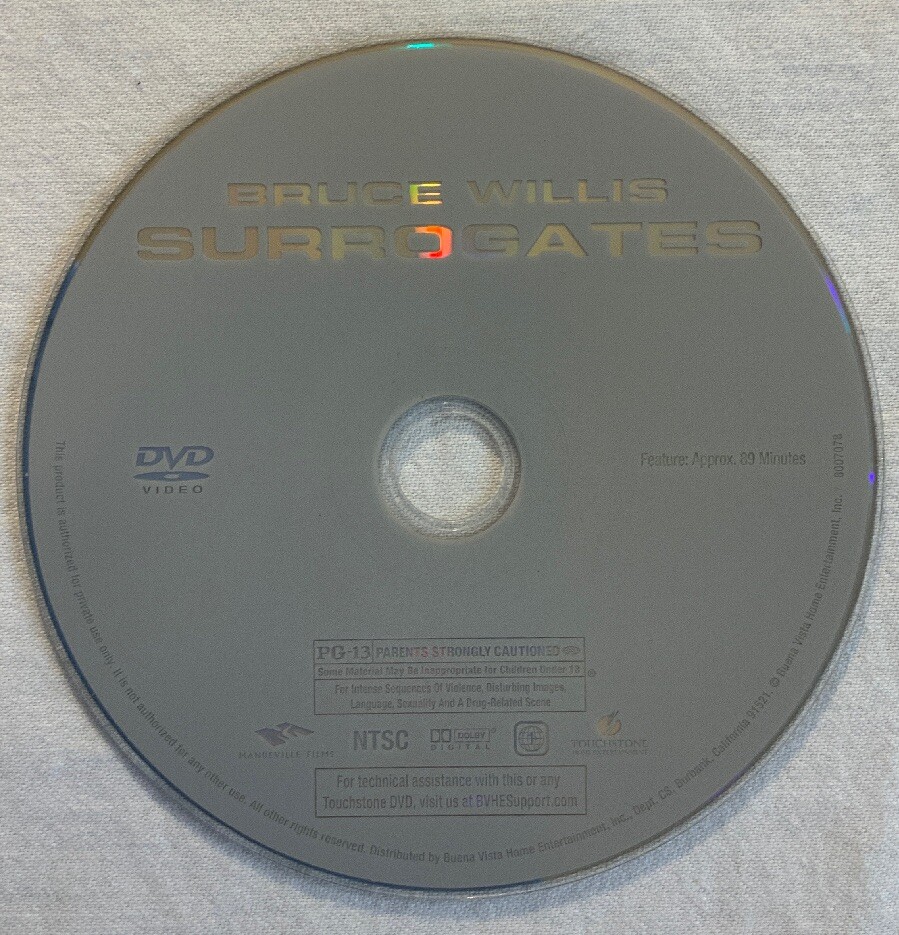 BRUCE WILLIS
SURROGATES
DVD
VIDEO
Feature: Approx. 89 Minutes
PG-13 PARENTS STRONGLY CAUTIONED
Some Material May Be Inappropriate for Children Under 13
For Intense Sequences Of Violence, Disturbing Images,
Language, Sexuality And A Drug-Related Scene
MANDEVILLE FILMS
NTSC
DOLBY
DIGITAL
1
TOUCHSTONE
HOME ENTERTAINMENT
For technical assistance with this or any
Touchstone DVD, visit us at BVHESupport.com
This product is authorized for private use only. It is not authorized for any other use. All other rights reserved. Distributed by Buena Vista Home Entertainment, Inc., Dept. CS, Burbank, California 91521. © Buena Vista Home Entertainment, Inc. 8007078